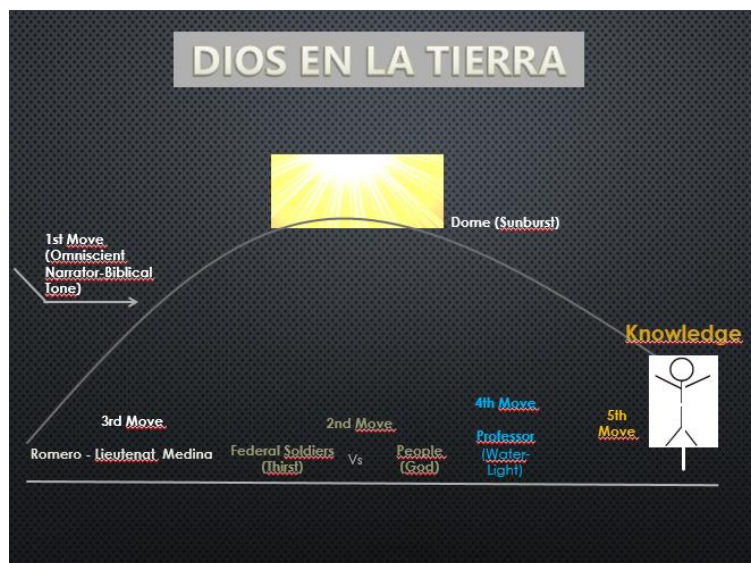 DIOS EN LA TIERRA
Dome (Sunburst)
1st Move
(Omniscient
Narrator-Biblical
Tone)
Knowledge
3rd Move
Romero - Lieutenat Medina
2nd Move
Federal Soldiers
(Thirst)
Vs
People
(God)
4th Move
Professor
(Water-
Light)
5th
Move